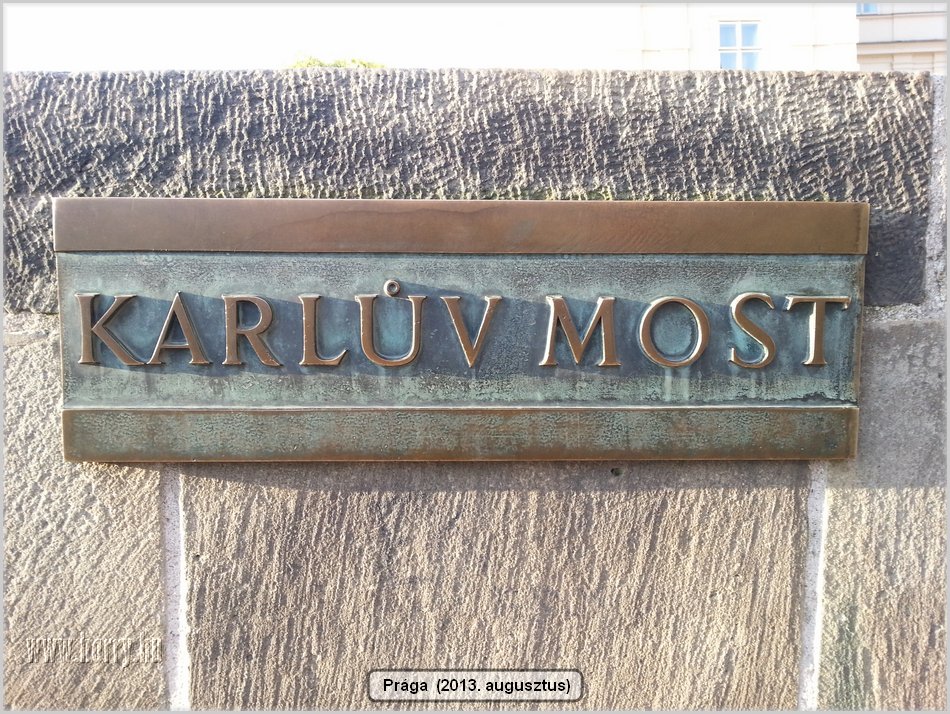 KARLŮV MOST
Prága (2013. augusztus)